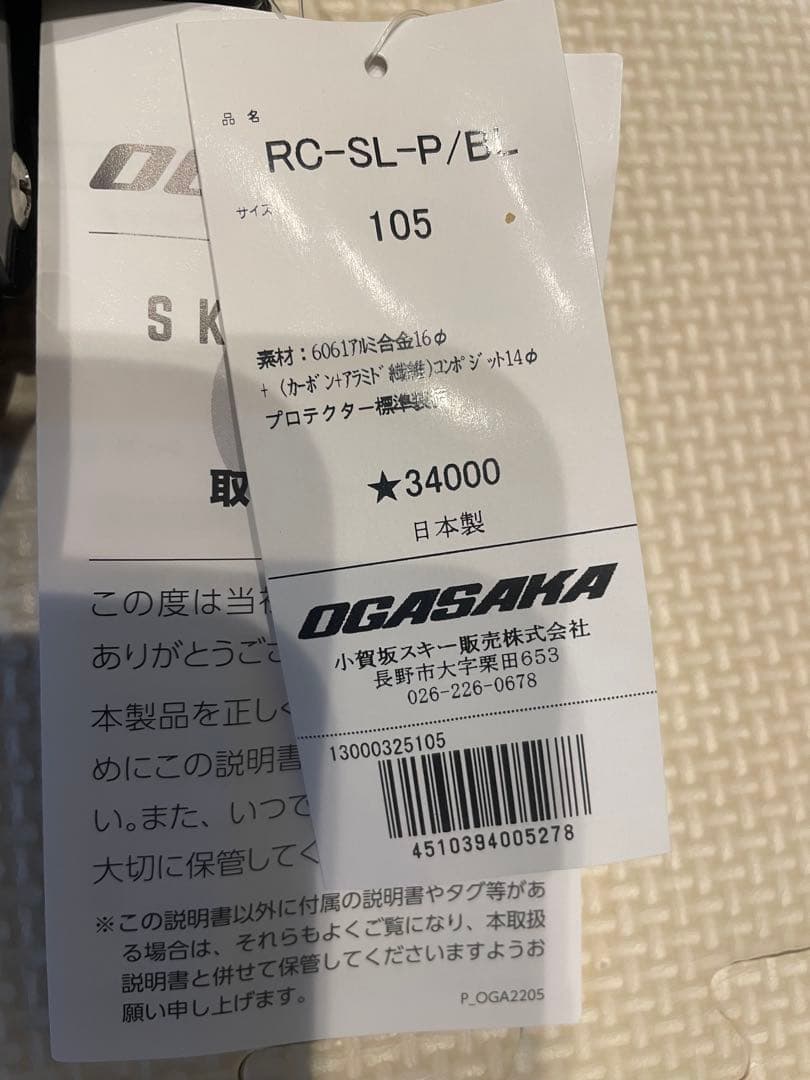 品名
RC-SL-P/BL
サイズ
105
素材：6061ｱﾙﾐ合金16φ
+（ｶｰﾎﾞﾝ+ｱﾗﾐﾄﾞ繊維)ｺﾝﾎﾟｼﾞｯﾄ14φ
プロテクター標準装
★34000
日本製
OGASAKA
小賀坂スキー販売株式会社
長野市大字栗田653
026-226-0678
13000325105
4510394005278
OG
SK
取
この度は当社
ありがとうござ
本製品を正しく
めにこの説明書
い。また、いつで
大切に保管してく
※この説明書以外に付属の説明書やタグ等があ
る場合は、それらもよくご覧になり、本取扱
説明書と併せて保管してくださいますようお
願い申し上げます。
P_OGA2205